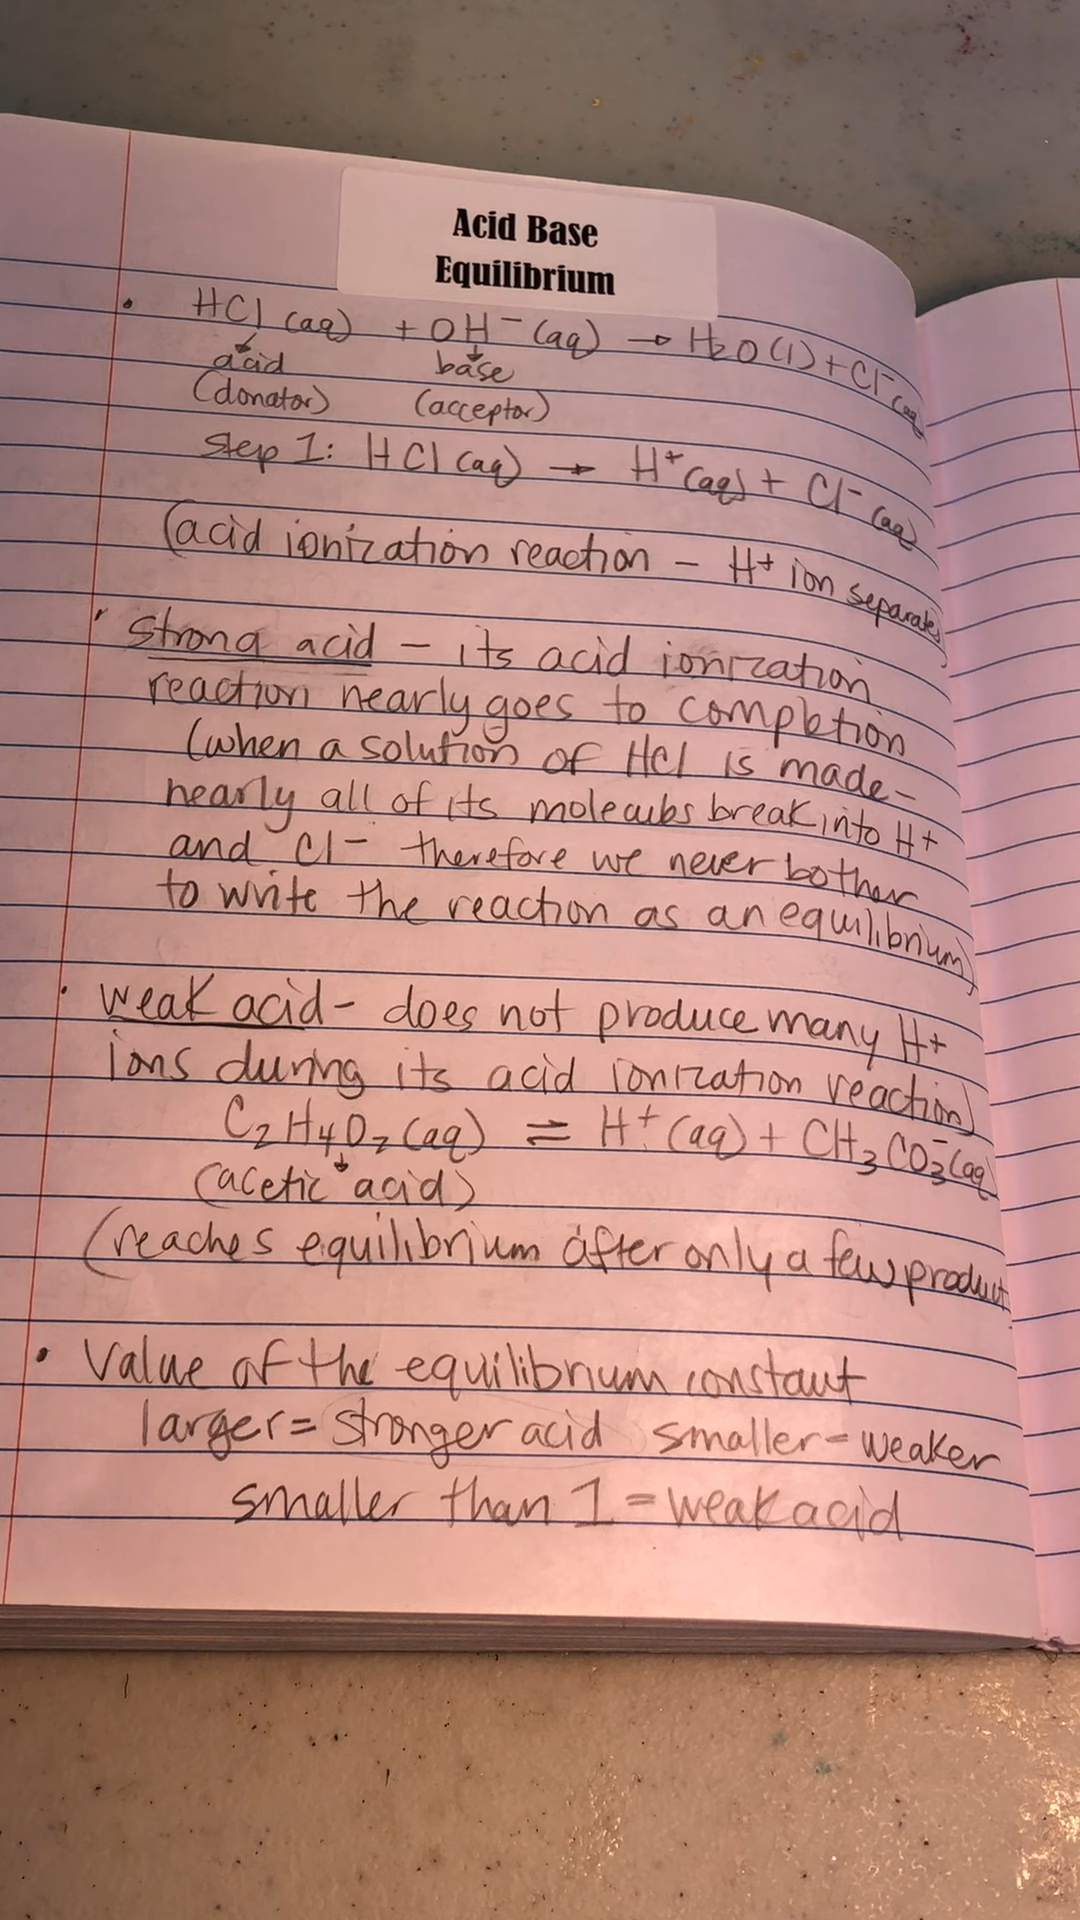 Acid Base
Equilibrium
• HCl (aq) + OH⁻ (aq) → H₂O (l) + Cl⁻ (aq)
acid base
(donator) (acceptor)
Step 1: HCl (aq) → H⁺ (aq) + Cl⁻ (aq)
(acid ionization reaction - H+ ion separates)
• strong acid - its acid ionization
reaction nearly goes to completion
(when a solution of HCl is made -
nearly all of its molecules break into H+
and Cl- therefore we never bother
to write the reaction as an equilibrium)
• weak acid - does not produce many H+
ions during its acid ionization reaction)
C₂H₄O₂ (aq) ⇌ H⁺ (aq) + CH₃CO₃⁻ (aq)
(acetic acid)
(reaches equilibrium after only a few product
• Value of the equilibrium constant
larger = stronger acid smaller = weaker
smaller than 1 = weak acid